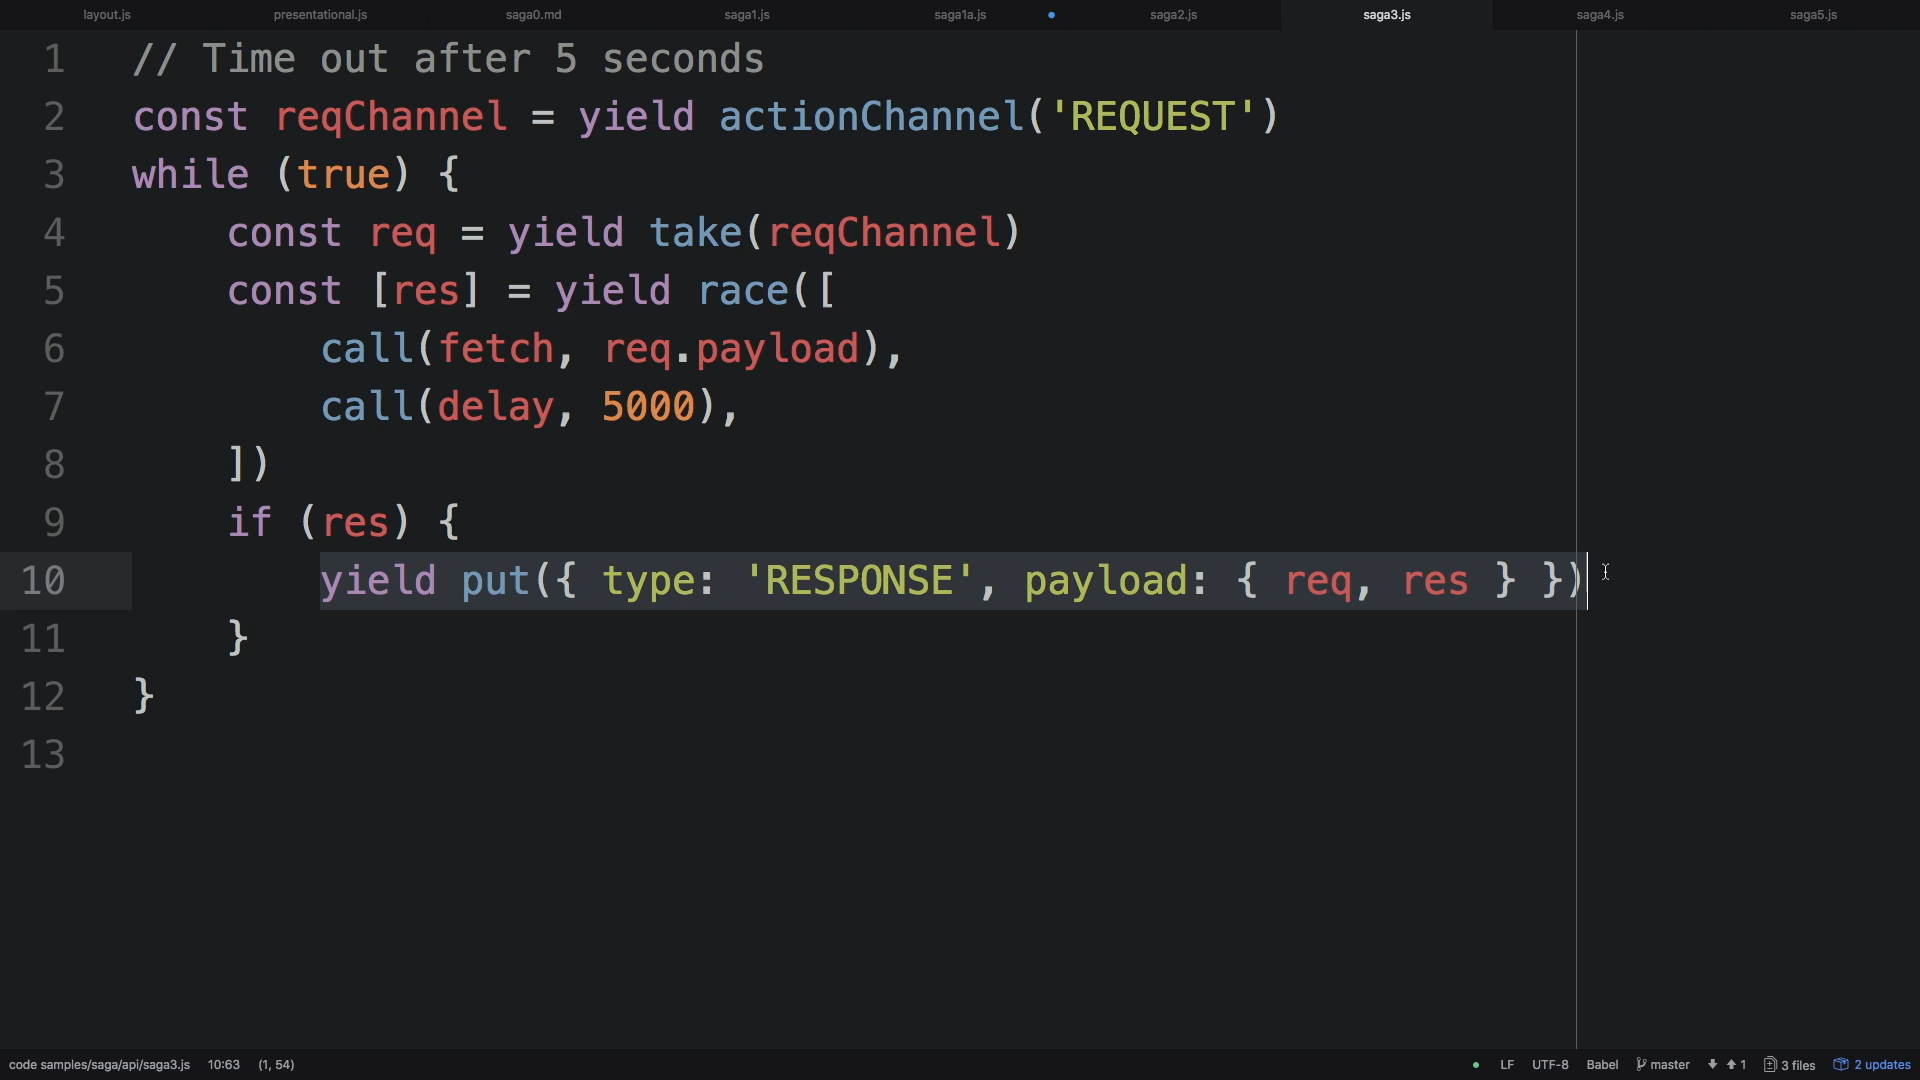 layout.js presentational.js saga0.md saga1.js saga1a.js saga2.js saga3.js saga4.js saga5.js
1 // Time out after 5 seconds
2 const reqChannel = yield actionChannel('REQUEST')
3 while (true) {
4 const req = yield take(reqChannel)
5 const [res] = yield race([
6 call(fetch, req.payload),
7 call(delay, 5000),
8 ])
9 if (res) {
10 yield put({ type: 'RESPONSE', payload: { req, res } })
11 }
12 }
13
code samples/saga/api/saga3.js 10:63 (1, 54) LF UTF-8 Babel master 1 3 files 2 updates